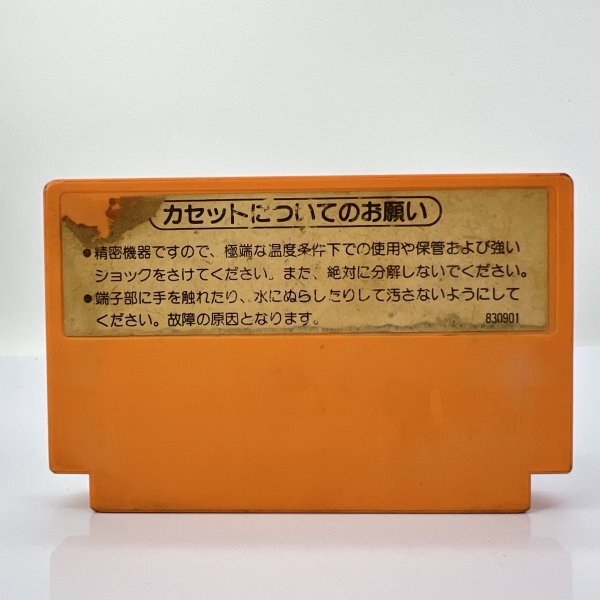 カセットについてのお願い
●精密機器ですので、極端な温度条件下での使用や保管および強い
ショックをさけてください。また、絶対に分解しないでください。
●端子部に手を触れたり、水にぬらしたりして汚さないようにして
ください。故障の原因となります。
830901